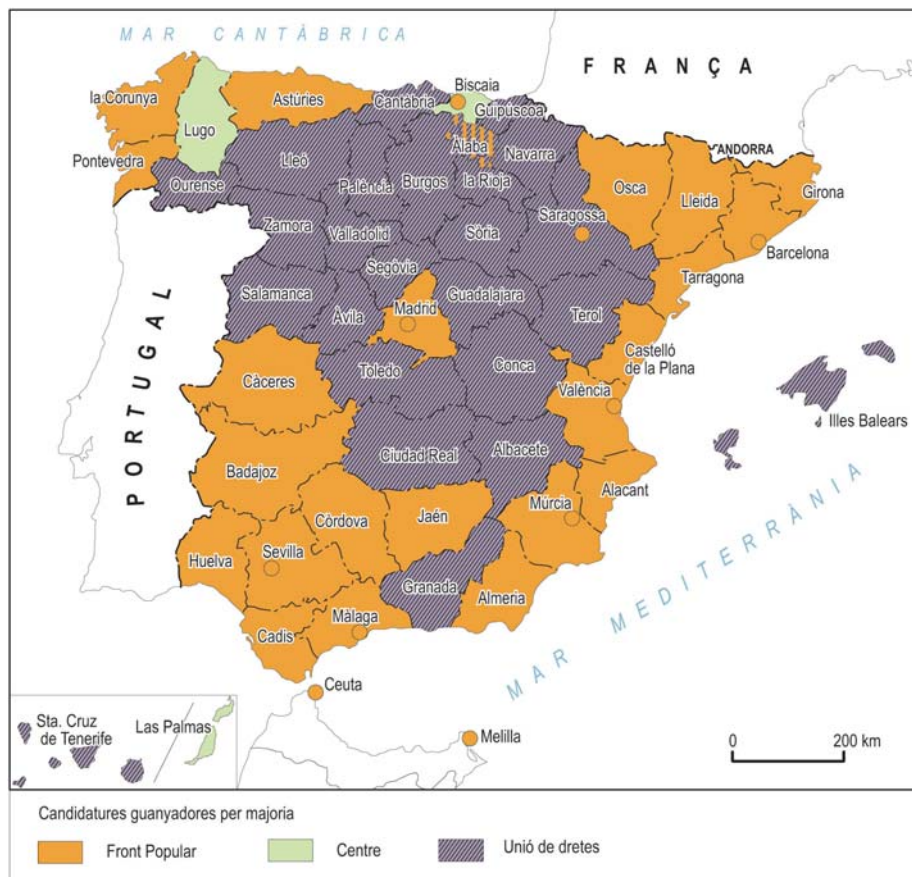 MAR CANTÀBRICA
FRANÇA
la Corunya
Lugo
Astúries
Cantàbria
Biscaia
Guipuscoa
Pontevedra
Ourense
Lleó
Palència
Burgos
Àlaba
la Rioja
Navarra
ANDORRA
Osca
Lleida
Girona
Barcelona
Tarragona
Zamora
Valladolid
Sòria
Saragossa
Segòvia
Salamanca
Àvila
Madrid
Guadalajara
Terol
Castelló
de la Plana
PORTUGAL
Càceres
Toledo
Conca
València
Illes Balears
Badajoz
Ciudad Real
Albacete
Alacant
Múrcia
Còrdova
Jaén
Huelva
Sevilla
Granada
Almeria
Màlaga
Cadis
MAR MEDITERRÀNIA
Ceuta
Melilla
Sta. Cruz
de Tenerife
Las Palmas
0 200 km
Candidatures guanyadores per majoria
Front Popular
Centre
Unió de dretes